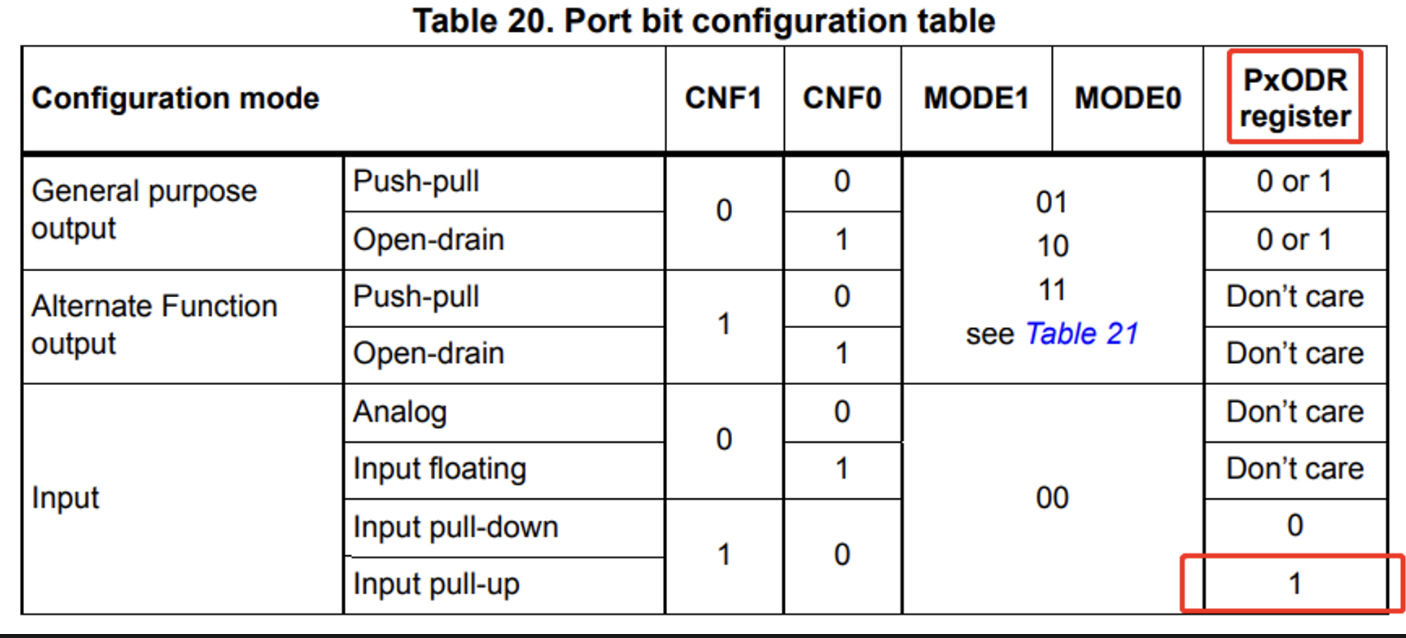 Table 20. Port bit configuration table
Configuration mode CNF1 CNF0 MODE1 MODE0 PxODR register
General purpose output Push-pull 0 0 01 10 11 see Table 21 0 or 1
Open-drain 1 0 or 1
Alternate Function output Push-pull 1 0 Don't care
Open-drain 1 Don't care
Input Analog 0 0 00 Don't care
Input floating 1 Don't care
Input pull-down 1 0 0
Input pull-up 1